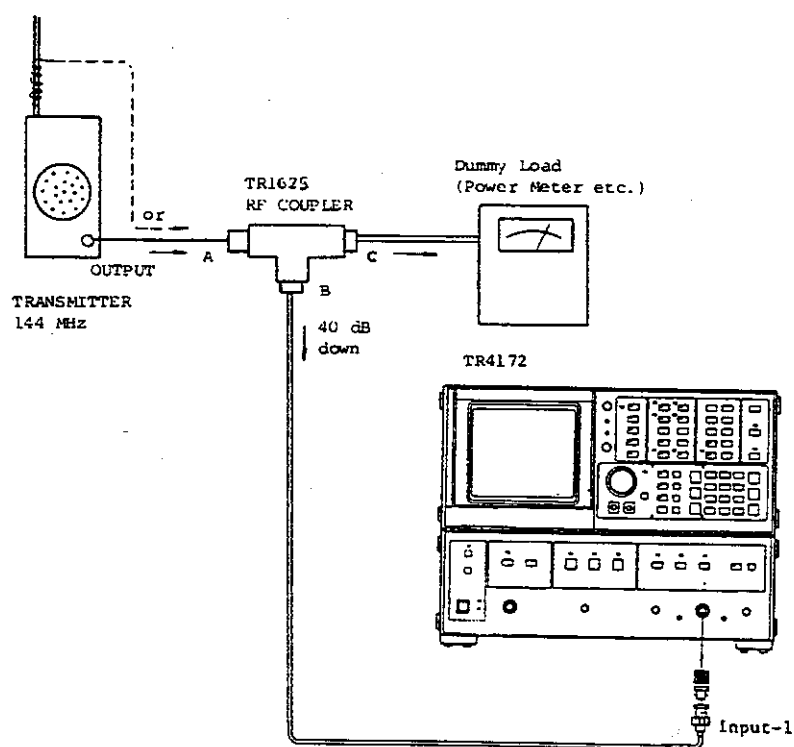 Dummy Load
(Power Meter etc.)
TR1625
RF COUPLER
or
A
C
OUTPUT
B
TRANSMITTER
144 MHz
40 dB
down
TR4172
Input-1